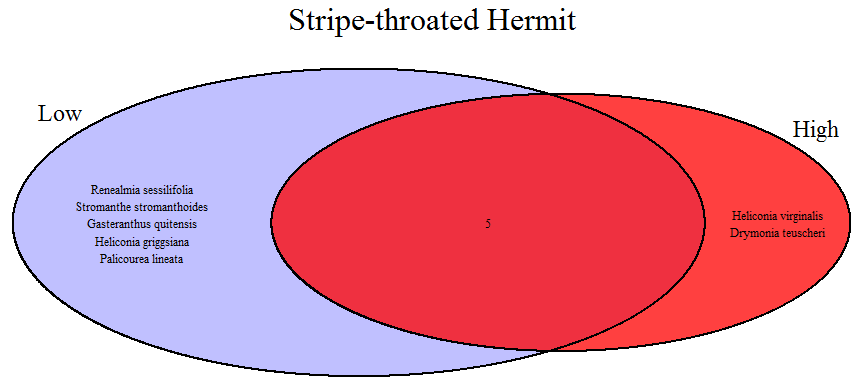 Stripe-throated Hermit
Low
High
Renealmia sessilifolia
Stromanthe stromanthoides
Gasteranthus quitensis
Heliconia griggsiana
Palicourea lineata
5
Heliconia virginalis
Drymonia teuscheri